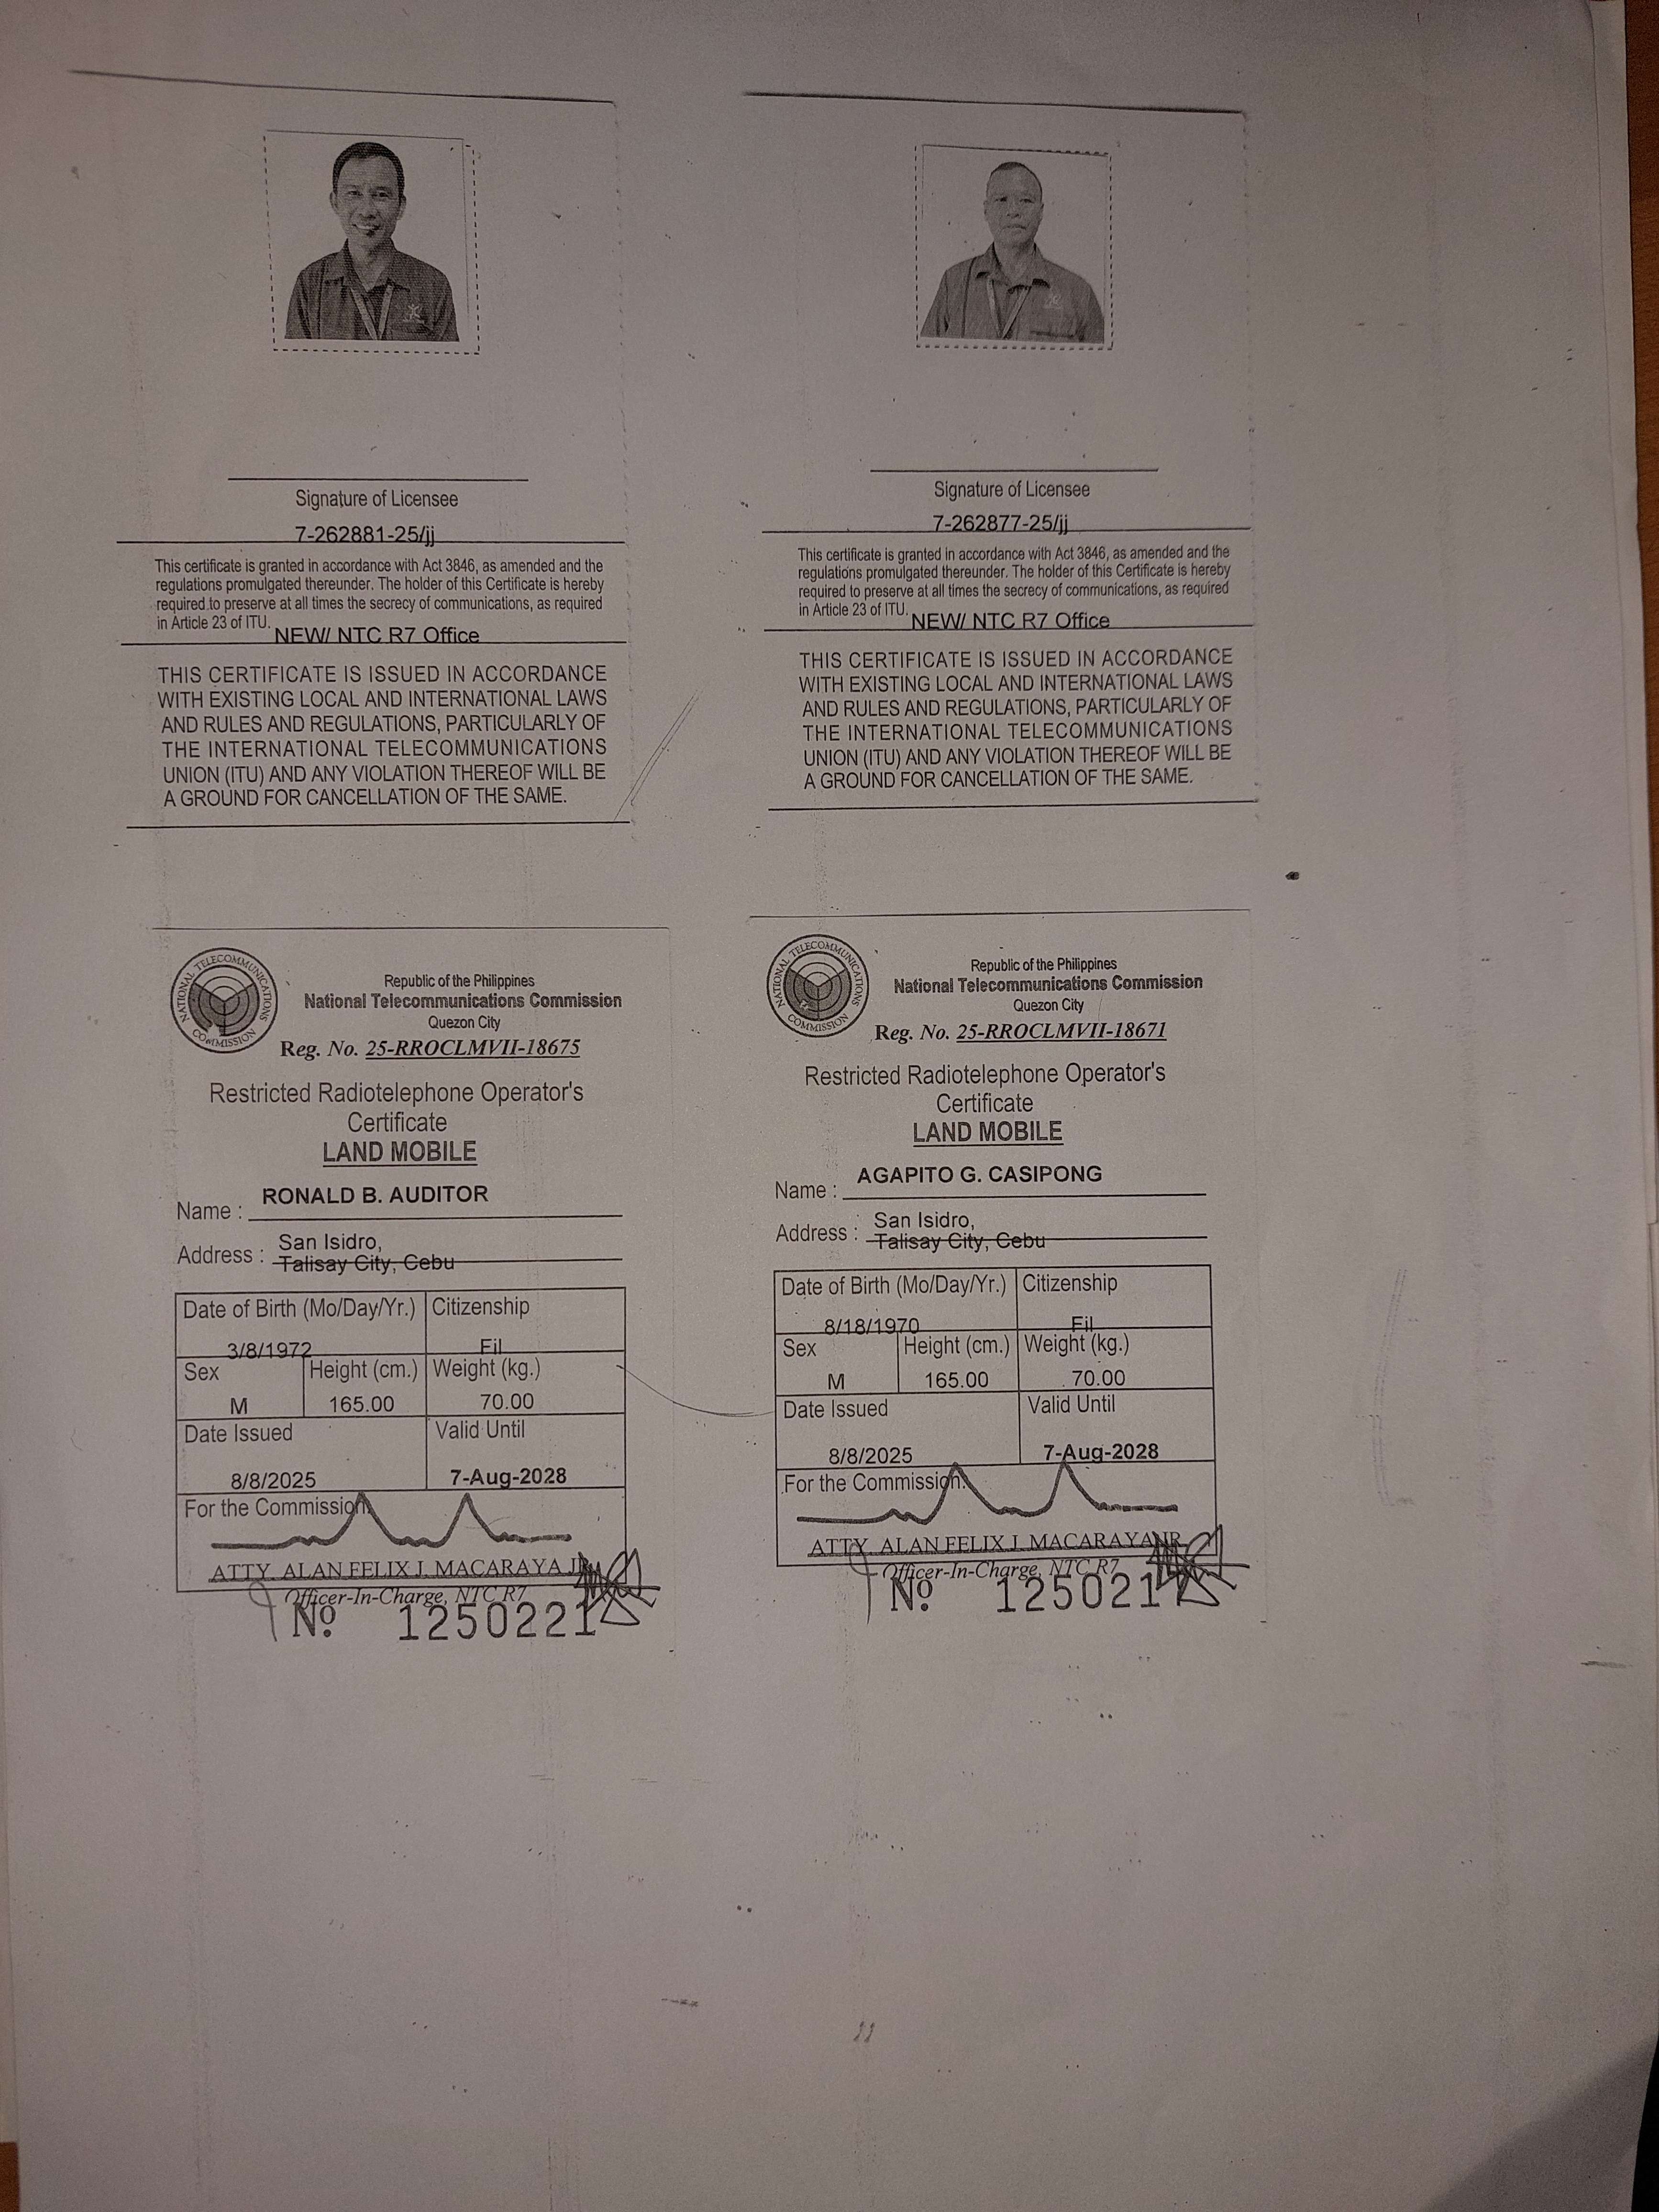 Signature of Licensee
7-262881-25/jj
This certificate is granted in accordance with Act 3846, as amended and the
regulations promulgated thereunder. The holder of this Certificate is hereby
required to preserve at all times the secrecy of communications, as required
in Article 23 of ITU.
NEW/ NTC R7 Office
THIS CERTIFICATE IS ISSUED IN ACCORDANCE
WITH EXISTING LOCAL AND INTERNATIONAL LAWS
AND RULES AND REGULATIONS, PARTICULARLY OF
THE INTERNATIONAL TELECOMMUNICATIONS
UNION (ITU) AND ANY VIOLATION THEREOF WILL BE
A GROUND FOR CANCELLATION OF THE SAME.
Signature of Licensee
7-262877-25/jj
This certificate is granted in accordance with Act 3846, as amended and the
regulations promulgated thereunder. The holder of this Certificate is hereby
required to preserve at all times the secrecy of communications, as required
in Article 23 of ITU.
NEW/ NTC R7 Office
THIS CERTIFICATE IS ISSUED IN ACCORDANCE
WITH EXISTING LOCAL AND INTERNATIONAL LAWS
AND RULES AND REGULATIONS, PARTICULARLY OF
THE INTERNATIONAL TELECOMMUNICATIONS
UNION (ITU) AND ANY VIOLATION THEREOF WILL BE
A GROUND FOR CANCELLATION OF THE SAME.
NATIONAL TELECOMMUNICATIONS COMMISSION
Republic of the Philippines
National Telecommunications Commission
Quezon City
Reg. No. 25-RROCLMVII-18675
Restricted Radiotelephone Operator's
Certificate
LAND MOBILE
Name : RONALD B. AUDITOR
Address : San Isidro,
Talisay City, Cebu
Date of Birth (Mo/Day/Yr.) Citizenship
3/8/1972 Fil
Sex Height (cm.) Weight (kg.)
M 165.00 70.00
Date Issued Valid Until
8/8/2025 7-Aug-2028
For the Commission:
ATTY. ALAN FELIX J. MACARAYA JR
Officer-In-Charge, NTC R7
Nº 1250221
NATIONAL TELECOMMUNICATIONS COMMISSION
Republic of the Philippines
National Telecommunications Commission
Quezon City
Reg. No. 25-RROCLMVII-18671
Restricted Radiotelephone Operator's
Certificate
LAND MOBILE
Name : AGAPITO G. CASIPONG
Address : San Isidro,
Talisay City, Cebu
Date of Birth (Mo/Day/Yr.) Citizenship
8/18/1970 Fil
Sex Height (cm.) Weight (kg.)
M 165.00 70.00
Date Issued Valid Until
8/8/2025 7-Aug-2028
For the Commission:
ATTY. ALAN FELIX J. MACARAYA JR
Officer-In-Charge, NTC R7
Nº
11